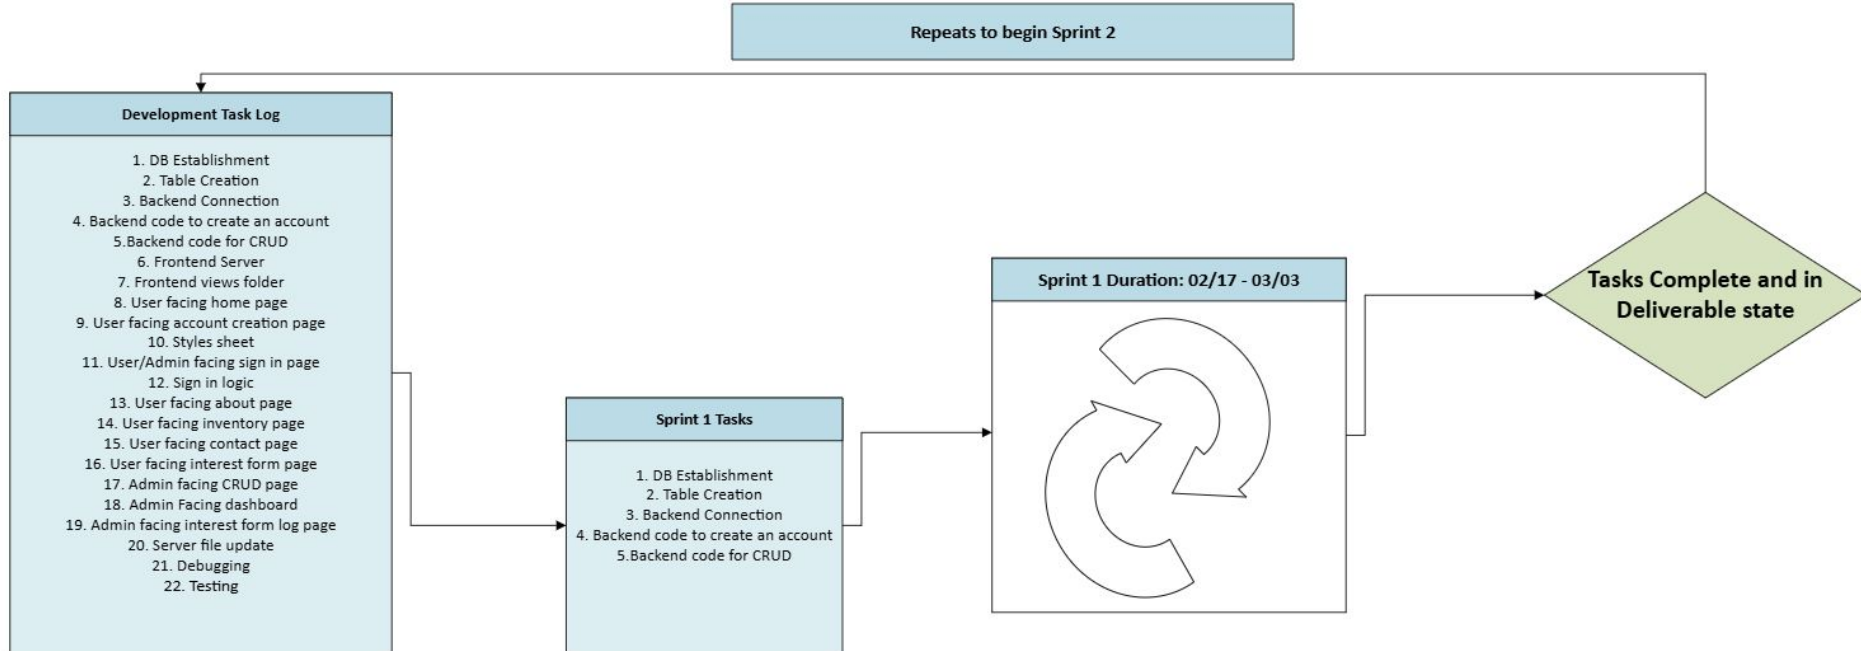 Repeats to begin Sprint 2
Development Task Log
1. DB Establishment
2. Table Creation
3. Backend Connection
4. Backend code to create an account
5.Backend code for CRUD
6. Frontend Server
7. Frontend views folder
8. User facing home page
9. User facing account creation page
10. Styles sheet
11. User/Admin facing sign in page
12. Sign in logic
13. User facing about page
14. User facing inventory page
15. User facing contact page
16. User facing interest form page
17. Admin facing CRUD page
18. Admin Facing dashboard
19. Admin facing interest form log page
20. Server file update
21. Debugging
22. Testing
Sprint 1 Tasks
1. DB Establishment
2. Table Creation
3. Backend Connection
4. Backend code to create an account
5.Backend code for CRUD
Sprint 1 Duration: 02/17 - 03/03
Tasks Complete and in
Deliverable state